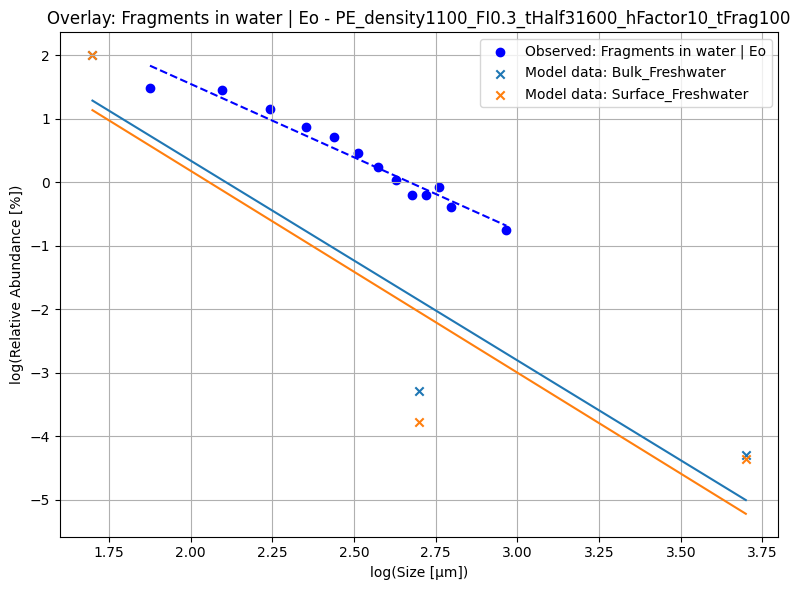 Overlay: Fragments in water | Eo - PE_density1100_FI0.3_tHalf31600_hFactor10_tFrag100
Observed: Fragments in water | Eo
Model data: Bulk_Freshwater
Model data: Surface_Freshwater
log(Relative Abundance [%])
2
1
0
−1
−2
−3
−4
−5
1.75 2.00 2.25 2.50 2.75 3.00 3.25 3.50 3.75
log(Size [μm])